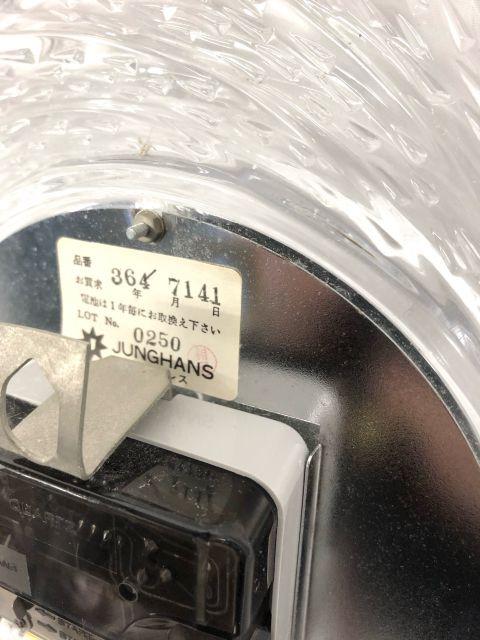 品番 364/7141
お買求 年 月 日
電池は1年毎にお取換え下さい
LOT No. 0250
JUNGHANS
QUARTZ